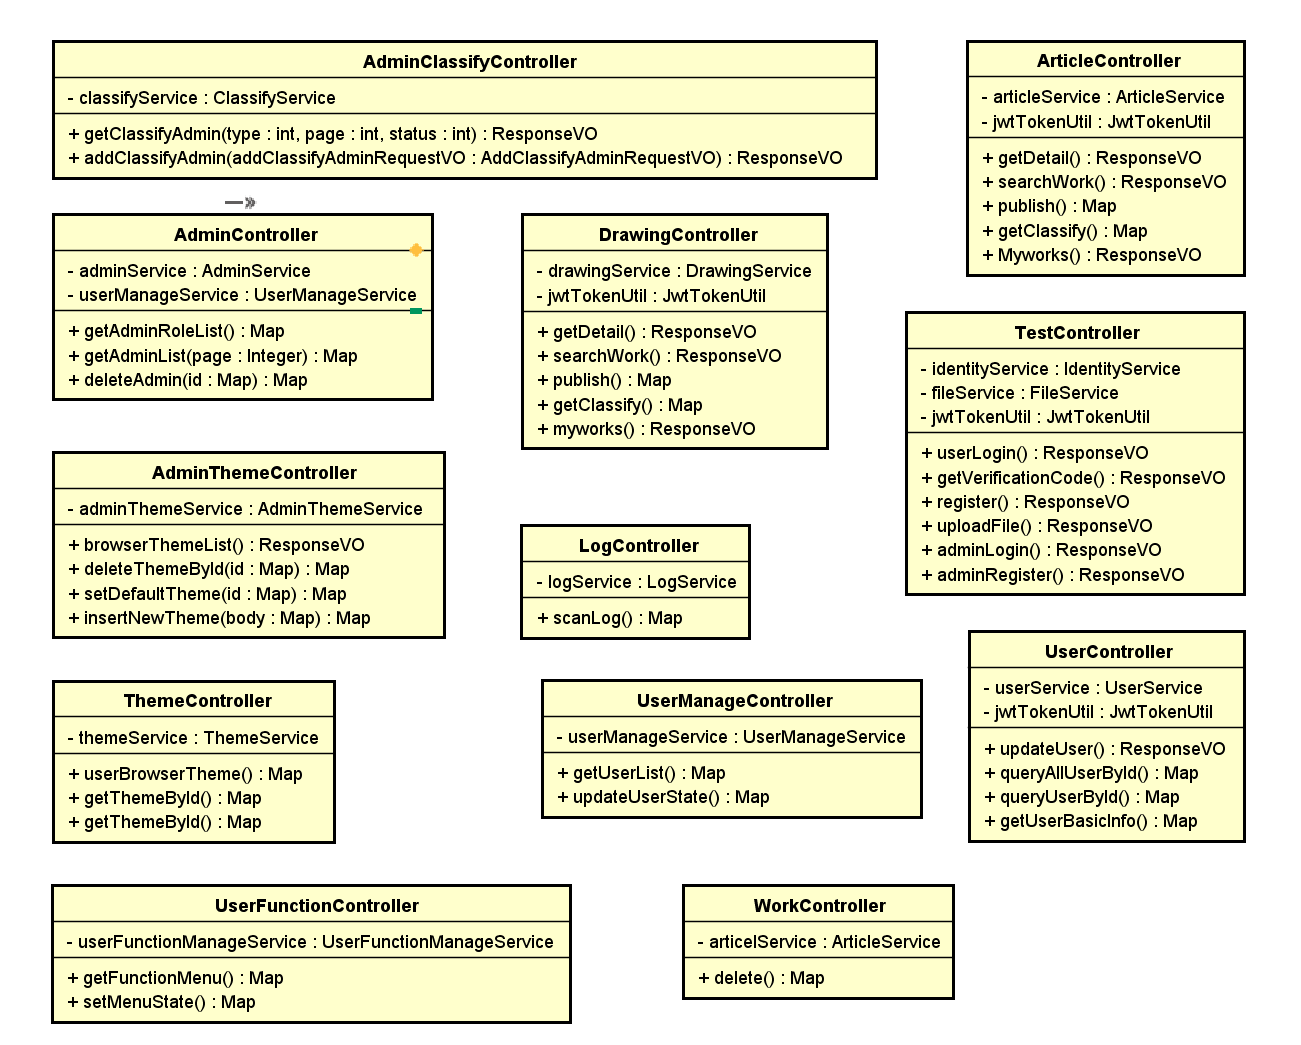 AdminClassifyController
- classifyService : ClassifyService
+ getClassifyAdmin(type : int, page : int, status : int) : ResponseVO
+ addClassifyAdmin(addClassifyAdminRequestVO : AddClassifyAdminRequestVO) : ResponseVO
ArticleController
- articleService : ArticleService
- jwtTokenUtil : JwtTokenUtil
+ getDetail() : ResponseVO
+ searchWork() : ResponseVO
+ publish() : Map
+ getClassify() : Map
+ Myworks() : ResponseVO
AdminController
- adminService : AdminService
- userManageService : UserManageService
+ getAdminRoleList() : Map
+ getAdminList(page : Integer) : Map
+ deleteAdmin(id : Map) : Map
DrawingController
- drawingService : DrawingService
- jwtTokenUtil : JwtTokenUtil
+ getDetail() : ResponseVO
+ searchWork() : ResponseVO
+ publish() : Map
+ getClassify() : Map
+ myworks() : ResponseVO
TestController
- identityService : IdentityService
- fileService : FileService
- jwtTokenUtil : JwtTokenUtil
+ userLogin() : ResponseVO
+ getVerificationCode() : ResponseVO
+ register() : ResponseVO
+ uploadFile() : ResponseVO
+ adminLogin() : ResponseVO
+ adminRegister() : ResponseVO
AdminThemeController
- adminThemeService : AdminThemeService
+ browserThemeList() : ResponseVO
+ deleteThemeById(id : Map) : Map
+ setDefaultTheme(id : Map) : Map
+ insertNewTheme(body : Map) : Map
LogController
- logService : LogService
+ scanLog() : Map
UserController
- userService : UserService
- jwtTokenUtil : JwtTokenUtil
+ updateUser() : ResponseVO
+ queryAllUserById() : Map
+ queryUserById() : Map
+ getUserBasicInfo() : Map
ThemeController
- themeService : ThemeService
+ userBrowserTheme() : Map
+ getThemeById() : Map
+ getThemeById() : Map
UserManageController
- userManageService : UserManageService
+ getUserList() : Map
+ updateUserState() : Map
UserFunctionController
- userFunctionManageService : UserFunctionManageService
+ getFunctionMenu() : Map
+ setMenuState() : Map
WorkController
- articelService : ArticleService
+ delete() : Map